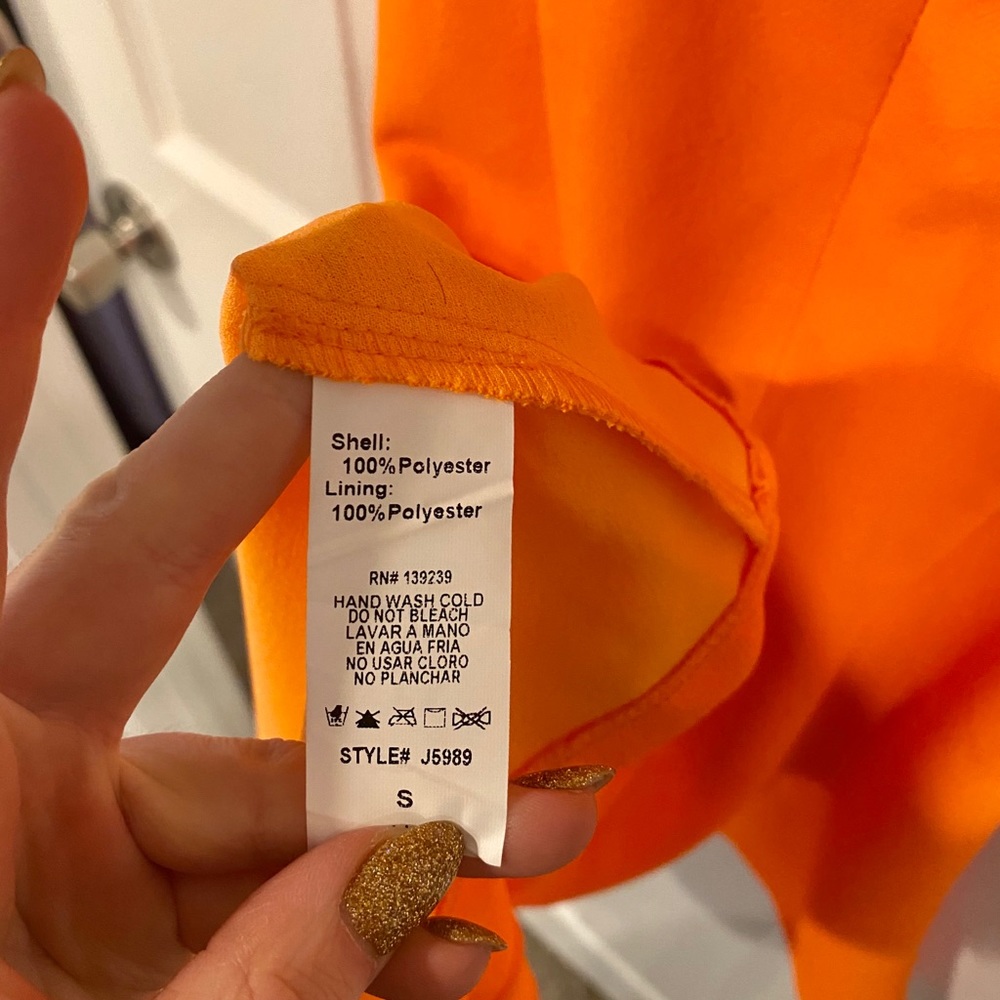 Shell:
100%Polyester
Lining:
100%Polyester
RN# 139239
HAND WASH COLD
DO NOT BLEACH
LAVAR A MANO
EN AGUA FRIA
NO USAR CLORO
NO PLANCHAR
STYLE# J5989
S